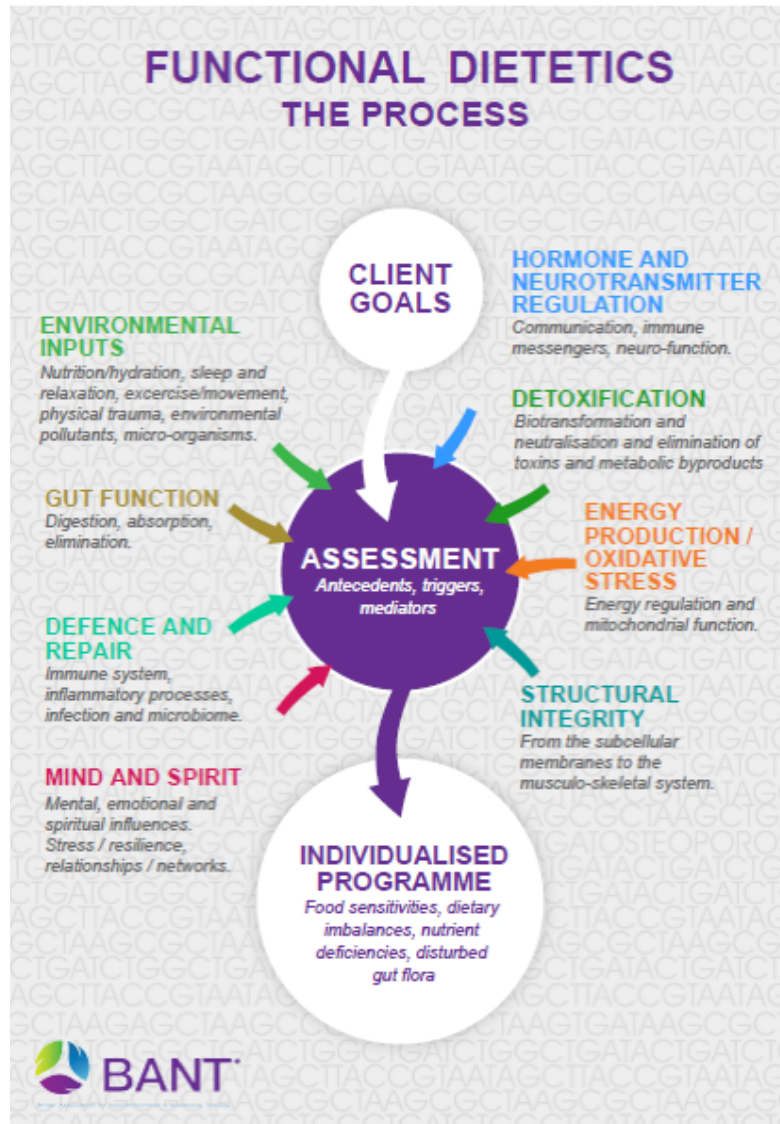 FUNCTIONAL DIETETICS
THE PROCESS
CLIENT
GOALS
HORMONE AND
NEUROTRANSMITTER
REGULATION
Communication, immune
messengers, neuro-function.
ENVIRONMENTAL
INPUTS
Nutrition/hydration, sleep and
relaxation, excercise/movement,
physical trauma, environmental
pollutants, micro-organisms.
DETOXIFICATION
Biotransformation and
neutralisation and elimination of
toxins and metabolic byproducts
GUT FUNCTION
Digestion, absorption,
elimination.
ENERGY
PRODUCTION /
OXIDATIVE
STRESS
Energy regulation and
mitochondrial function.
ASSESSMENT
Antecedents, triggers,
mediators
DEFENCE AND
REPAIR
Immune system,
inflammatory processes,
infection and microbiome.
STRUCTURAL
INTEGRITY
From the subcellular
membranes to the
musculo-skeletal system.
MIND AND SPIRIT
Mental, emotional and
spiritual influences.
Stress / resilience,
relationships / networks.
INDIVIDUALISED
PROGRAMME
Food sensitivities, dietary
imbalances, nutrient
deficiencies, disturbed
gut flora
BANT